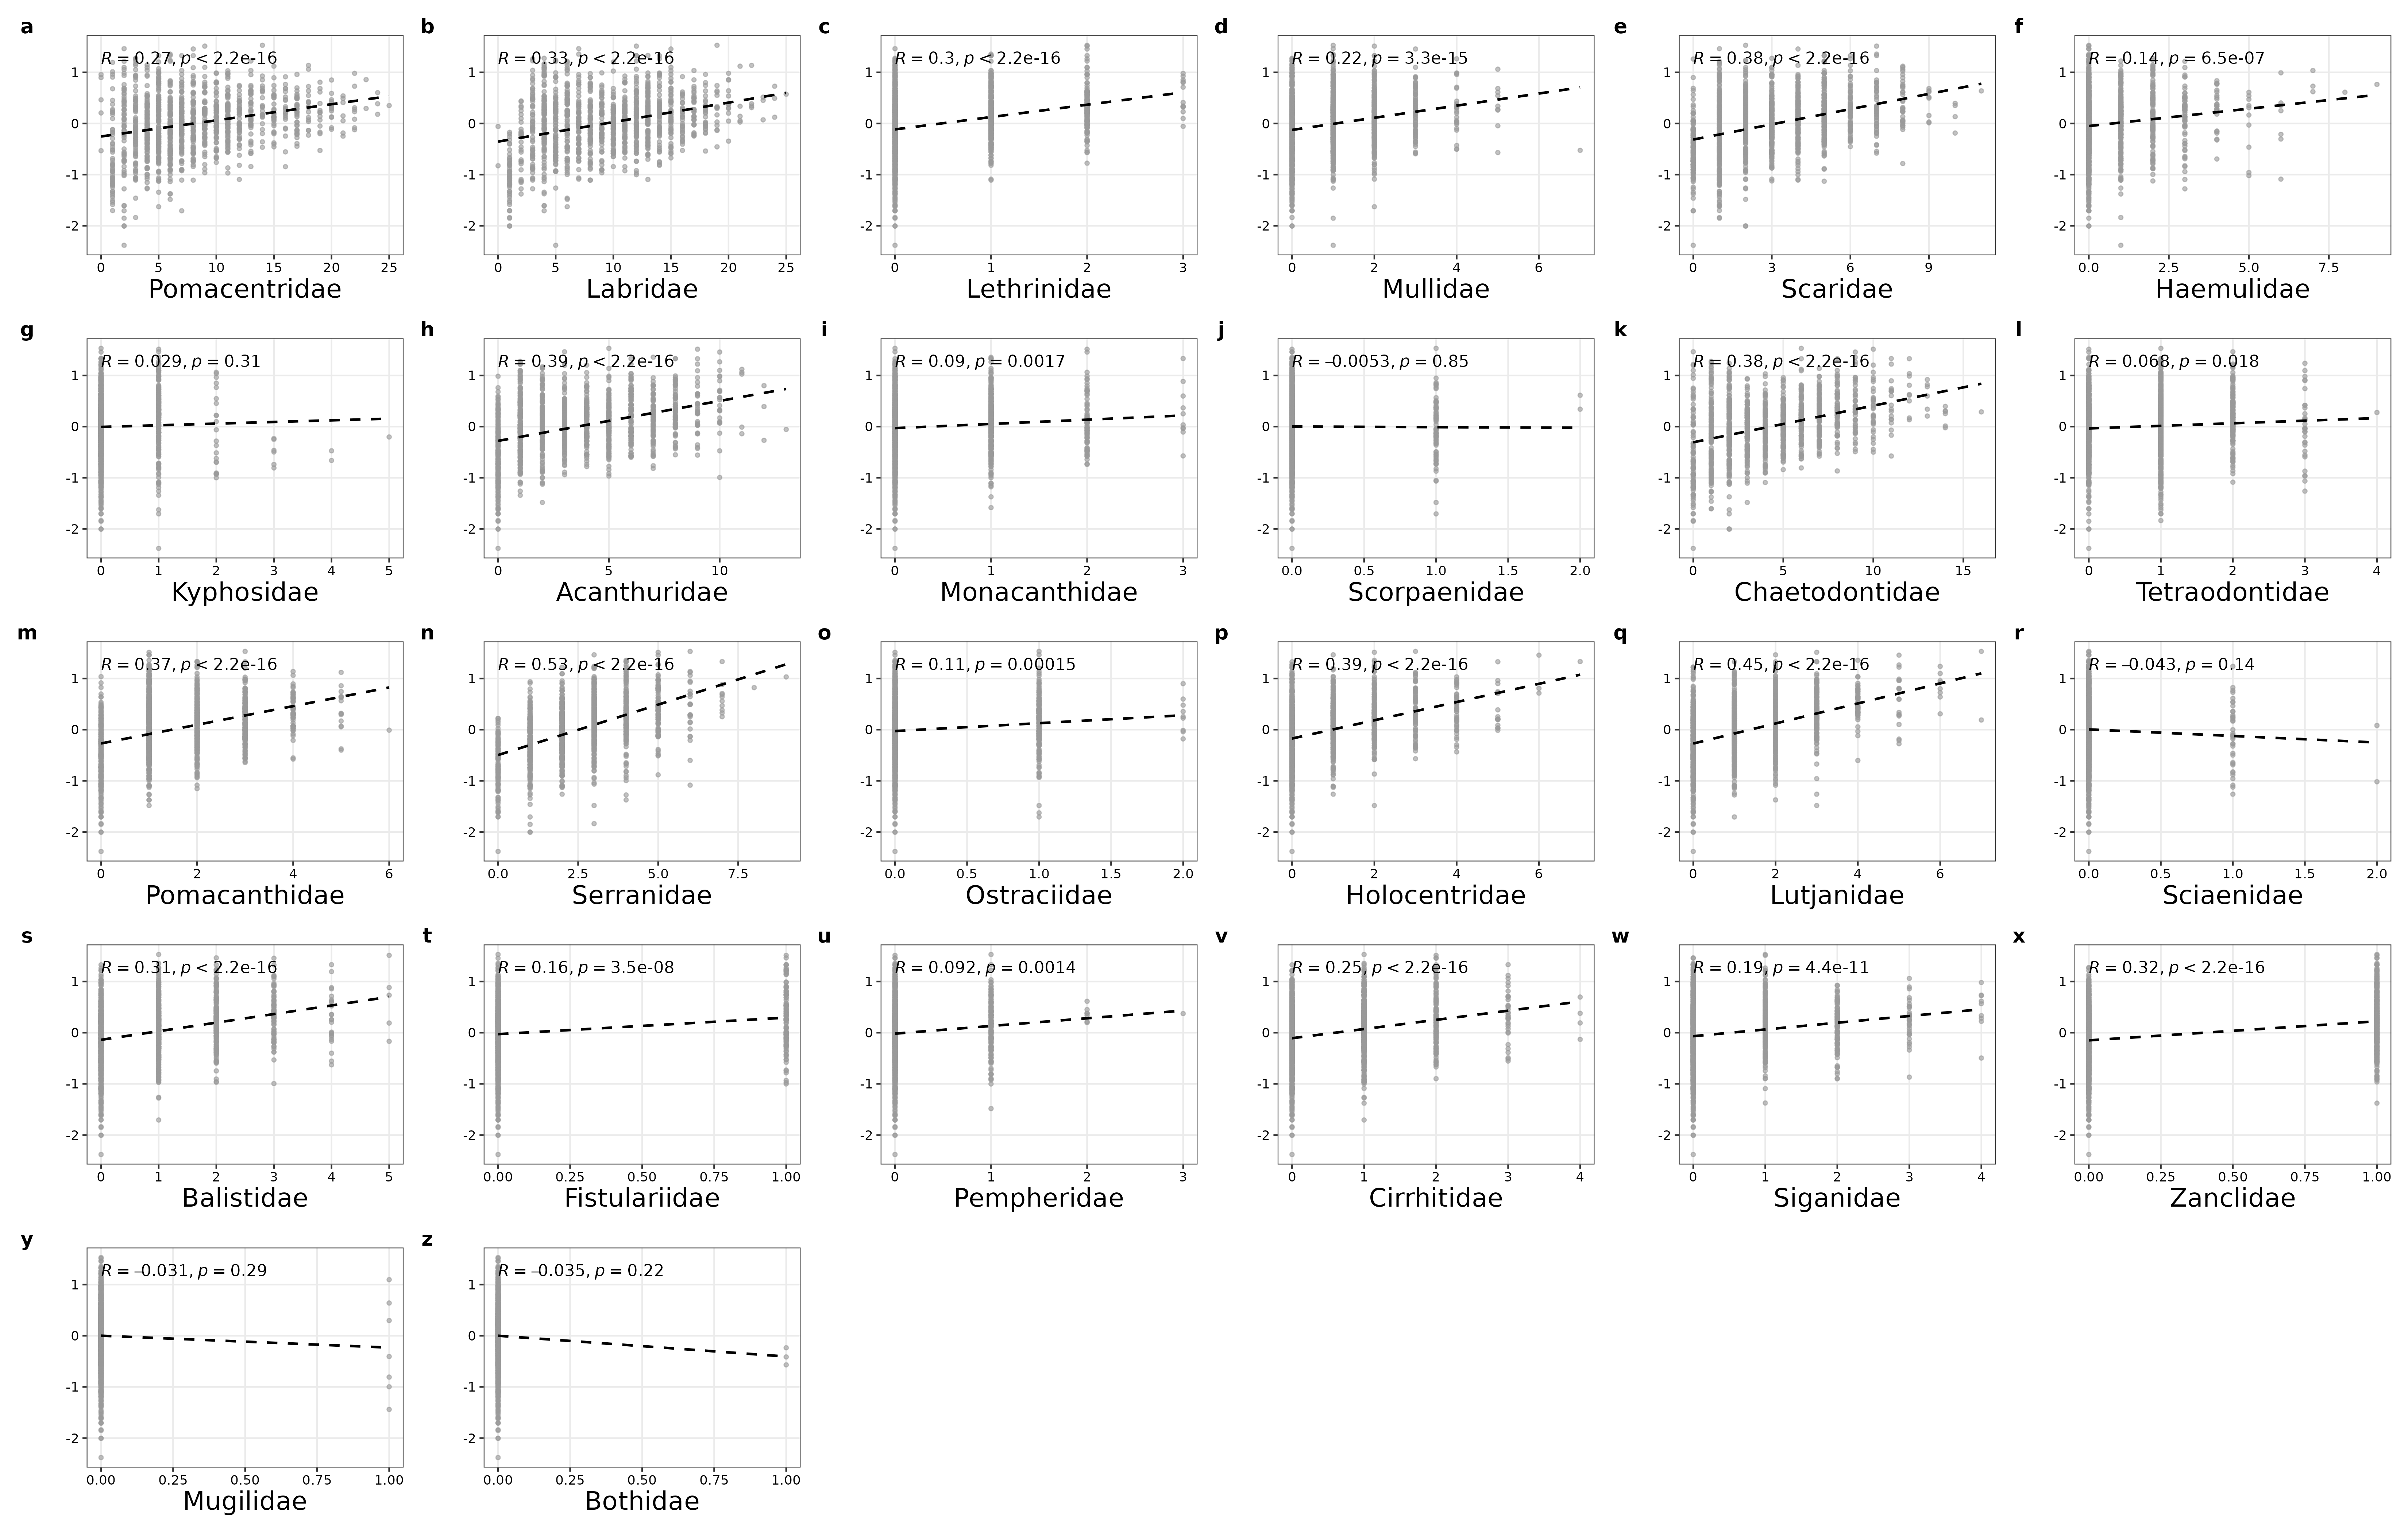 a b c d e f
R = 0.27, p < 2.2e-16
1
0
-1
-2
0 5 10 15 20 25
Pomacentridae
R = 0.33, p < 2.2e-16
1
0
-1
-2
0 5 10 15 20 25
Labridae
R = 0.3, p < 2.2e-16
1
0
-1
-2
0 1 2 3
Lethrinidae
R = 0.22, p = 3.3e-15
1
0
-1
-2
0 2 4 6
Mullidae
R = 0.38, p < 2.2e-16
1
0
-1
-2
0 3 6 9
Scaridae
R = 0.14, p = 6.5e-07
1
0
-1
-2
0.0 2.5 5.0 7.5
Haemulidae
g h i j k l
R = 0.029, p = 0.31
1
0
-1
-2
0 1 2 3 4 5
Kyphosidae
R = 0.39, p < 2.2e-16
1
0
-1
-2
0 5 10
Acanthuridae
R = 0.09, p = 0.0017
1
0
-1
-2
0 1 2 3
Monacanthidae
R = –0.0053, p = 0.85
1
0
-1
-2
0.0 0.5 1.0 1.5 2.0
Scorpaenidae
R = 0.38, p < 2.2e-16
1
0
-1
-2
0 5 10 15
Chaetodontidae
R = 0.068, p = 0.018
1
0
-1
-2
0 1 2 3 4
Tetraodontidae
m n o p q r
R = 0.37, p < 2.2e-16
1
0
-1
-2
0 2 4 6
Pomacanthidae
R = 0.53, p < 2.2e-16
1
0
-1
-2
0.0 2.5 5.0 7.5
Serranidae
R = 0.11, p = 0.00015
1
0
-1
-2
0.0 0.5 1.0 1.5 2.0
Ostraciidae
R = 0.39, p < 2.2e-16
1
0
-1
-2
0 2 4 6
Holocentridae
R = 0.45, p < 2.2e-16
1
0
-1
-2
0 2 4 6
Lutjanidae
R = –0.043, p = 0.14
1
0
-1
-2
0.0 0.5 1.0 1.5 2.0
Sciaenidae
s t u v w x
R = 0.31, p < 2.2e-16
1
0
-1
-2
0 1 2 3 4 5
Balistidae
R = 0.16, p = 3.5e-08
1
0
-1
-2
0.00 0.25 0.50 0.75 1.00
Fistulariidae
R = 0.092, p = 0.0014
1
0
-1
-2
0 1 2 3
Pempheridae
R = 0.25, p < 2.2e-16
1
0
-1
-2
0 1 2 3 4
Cirrhitidae
R = 0.19, p = 4.4e-11
1
0
-1
-2
0 1 2 3 4
Siganidae
R = 0.32, p < 2.2e-16
1
0
-1
-2
0.00 0.25 0.50 0.75 1.00
Zanclidae
y z
R = –0.031, p = 0.29
1
0
-1
-2
0.00 0.25 0.50 0.75 1.00
Mugilidae
R = –0.035, p = 0.22
1
0
-1
-2
0.00 0.25 0.50 0.75 1.00
Bothidae